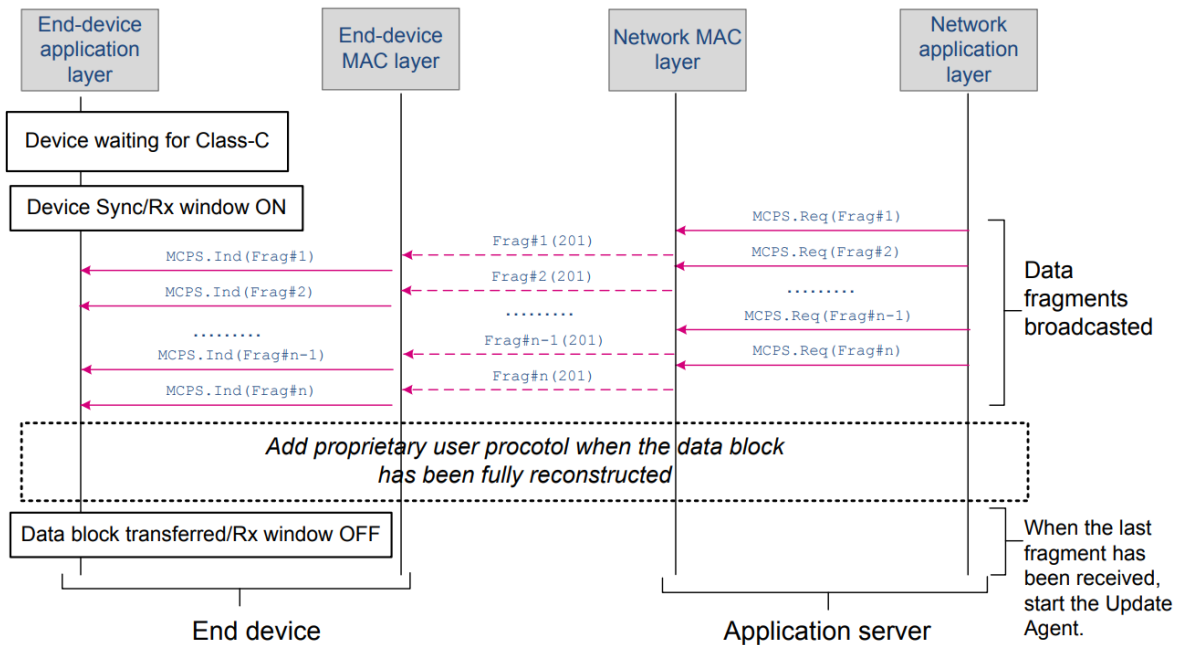 End-device
application
layer
End-device
MAC layer
Network MAC
layer
Network
application
layer
Device waiting for Class-C
Device Sync/Rx window ON
MCPS.Req(Frag#1)
Frag#1(201)
MCPS.Ind(Frag#1)
MCPS.Req(Frag#2)
Frag#2(201)
MCPS.Ind(Frag#2)
.........
.........
.........
MCPS.Req(Frag#n-1)
Frag#n-1(201)
MCPS.Ind(Frag#n-1)
MCPS.Req(Frag#n)
Frag#n(201)
MCPS.Ind(Frag#n)
Data
fragments
broadcasted
Add proprietary user procotol when the data block
has been fully reconstructed
Data block transferred/Rx window OFF
When the last
fragment has
been received,
start the Update
Agent.
End device
Application server